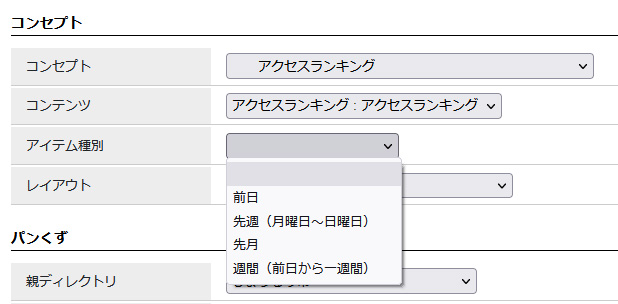 コンセプト
コンセプト
アクセスランキング
コンテンツ
アクセスランキング : アクセスランキング
アイテム種別
レイアウト
前日
先週（月曜日～日曜日）
先月
週間（前日から一週間）
パンくず
親ディレクトリ